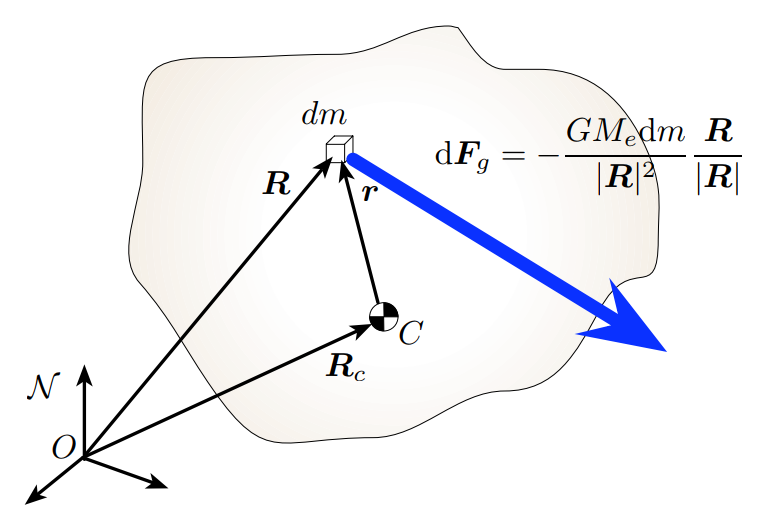 dm
d𝑭_g = −(GM_e dm / |𝑹|²) (𝑹 / |𝑹|)
𝑹
𝒓
C
𝑹_c
𝒩
O